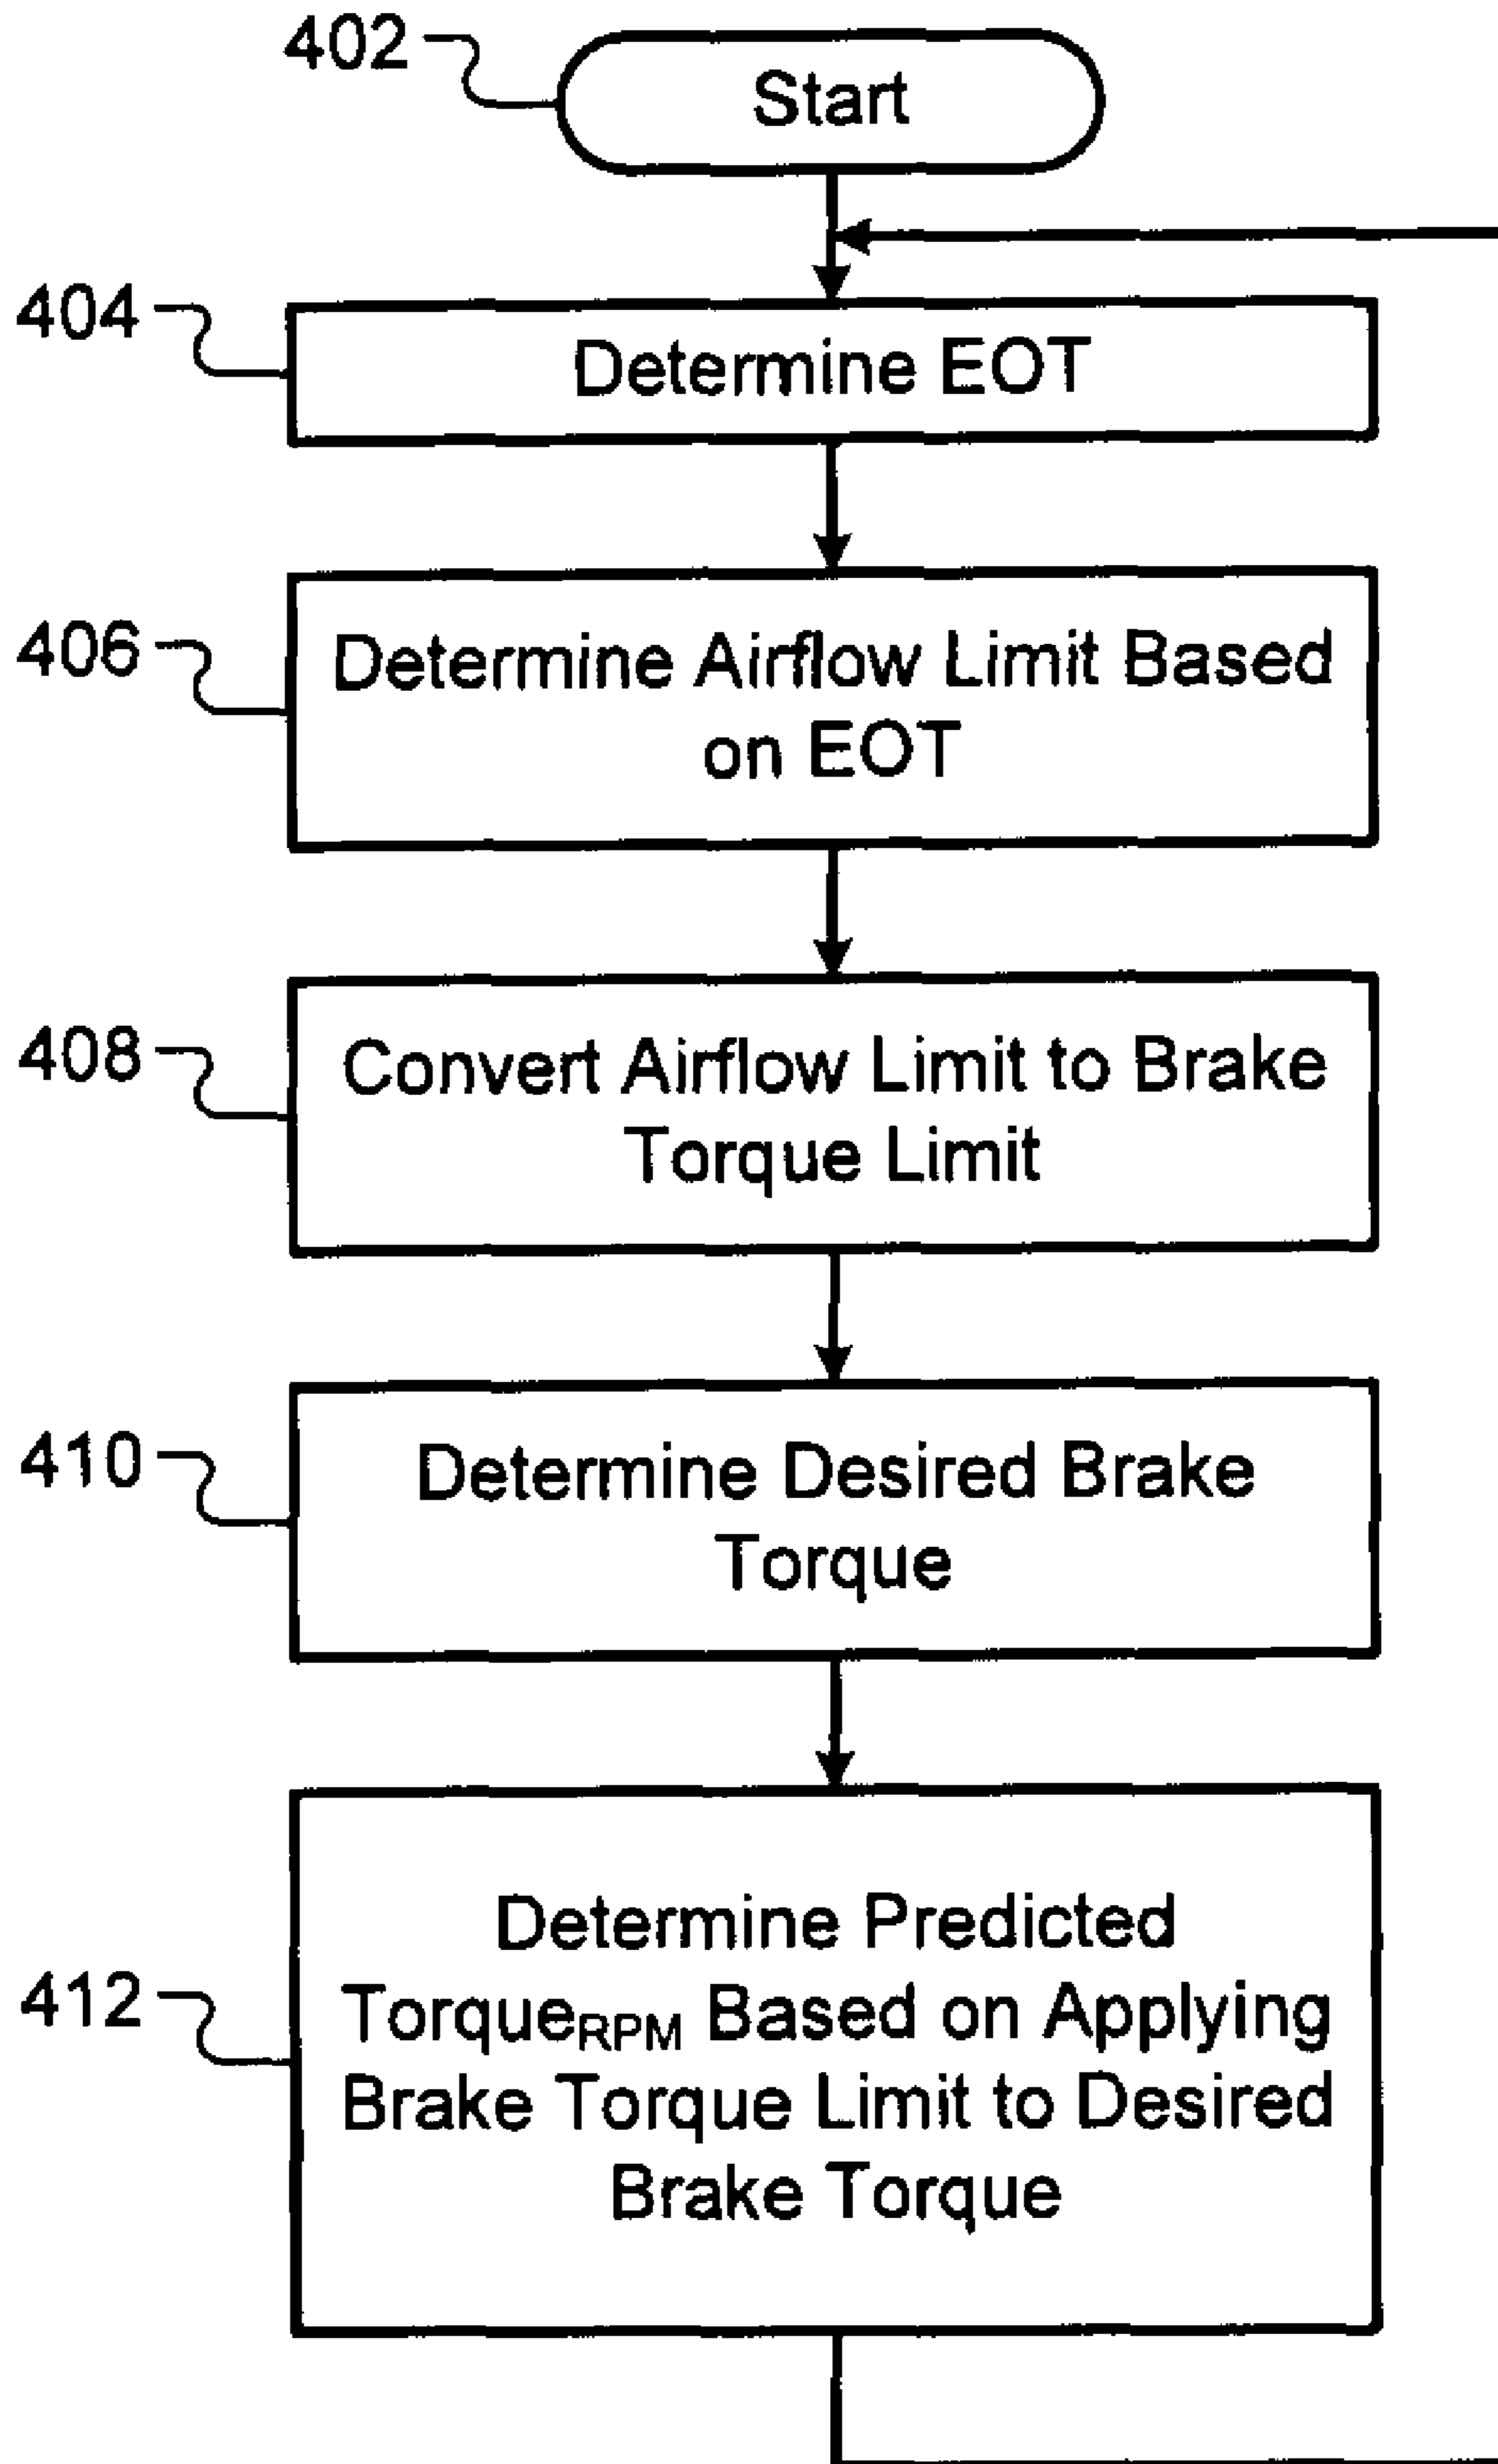 402
Start
404
Determine EOT
406
Determine Airflow Limit Based
on EOT
408
Convert Airflow Limit to Brake
Torque Limit
410
Determine Desired Brake
Torque
412
Determine Predicted
TorqueRPM Based on Applying
Brake Torque Limit to Desired
Brake Torque